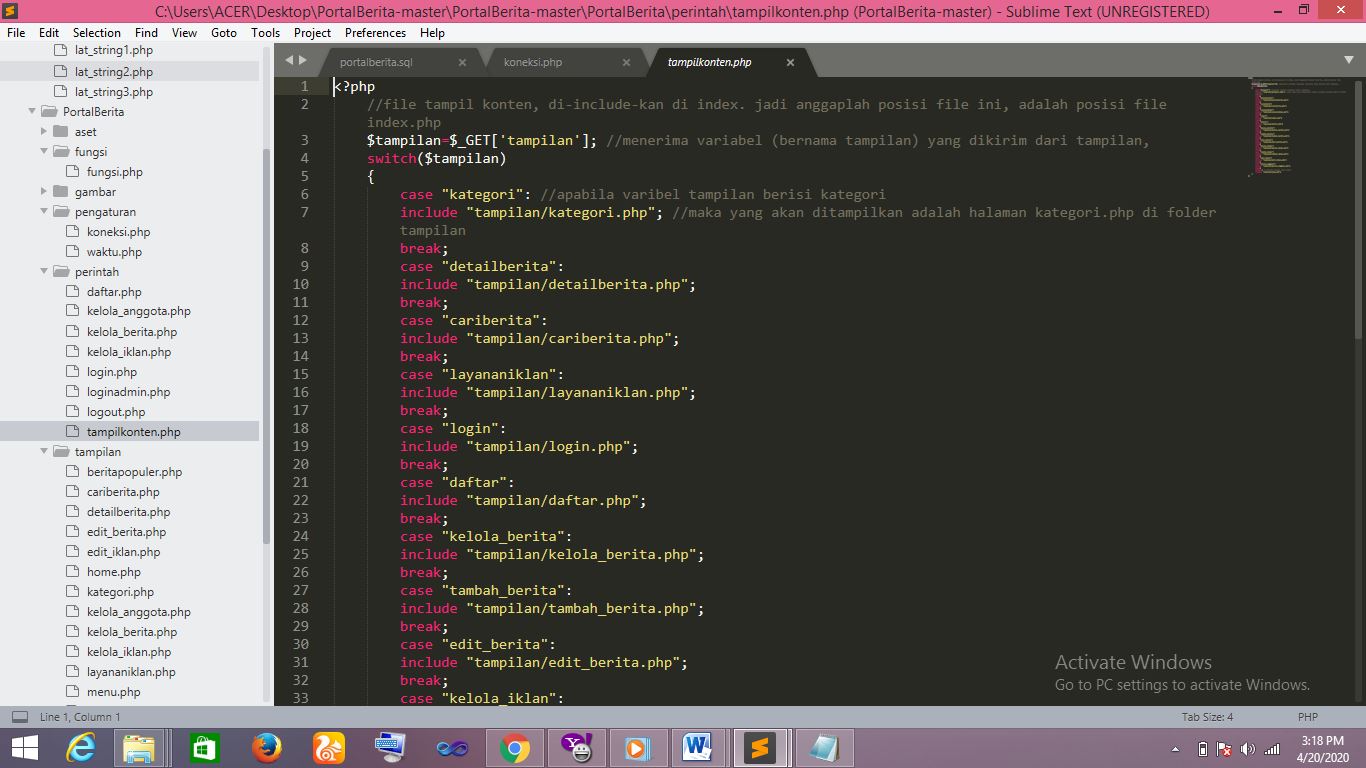 C:\Users\ACER\Desktop\PortalBerita-master\PortalBerita-master\PortalBerita\perintah\tampilkonten.php (PortalBerita-master) - Sublime Text (UNREGISTERED)
File Edit Selection Find View Goto Tools Project Preferences Help
lat_string1.php
lat_string2.php
lat_string3.php
PortalBerita
aset
fungsi
fungsi.php
gambar
pengaturan
koneksi.php
waktu.php
perintah
daftar.php
kelola_anggota.php
kelola_berita.php
kelola_iklan.php
login.php
loginadmin.php
logout.php
tampilkonten.php
tampilan
beritapopuler.php
cariberita.php
detailberita.php
edit_berita.php
edit_iklan.php
home.php
kategori.php
kelola_anggota.php
kelola_berita.php
kelola_iklan.php
layananiklan.php
menu.php
portalberita.sql koneksi.php tampilkonten.php
1 <?php
2 //file tampil konten, di-include-kan di index. jadi anggaplah posisi file ini, adalah posisi file
index.php
3 $tampilan=$_GET['tampilan']; //menerima variabel (bernama tampilan) yang dikirim dari tampilan,
4 switch($tampilan)
5 {
6 case "kategori": //apabila varibel tampilan berisi kategori
7 include "tampilan/kategori.php"; //maka yang akan ditampilkan adalah halaman kategori.php di folder
tampilan
8 break;
9 case "detailberita":
10 include "tampilan/detailberita.php";
11 break;
12 case "cariberita":
13 include "tampilan/cariberita.php";
14 break;
15 case "layananiklan":
16 include "tampilan/layananiklan.php";
17 break;
18 case "login":
19 include "tampilan/login.php";
20 break;
21 case "daftar":
22 include "tampilan/daftar.php";
23 break;
24 case "kelola_berita":
25 include "tampilan/kelola_berita.php";
26 break;
27 case "tambah_berita":
28 include "tampilan/tambah_berita.php";
29 break;
30 case "edit_berita":
31 include "tampilan/edit_berita.php";
32 break;
33 case "kelola_iklan":
Activate Windows
Go to PC settings to activate Windows.
Line 1, Column 1 Tab Size: 4 PHP
3:18 PM
4/20/2020